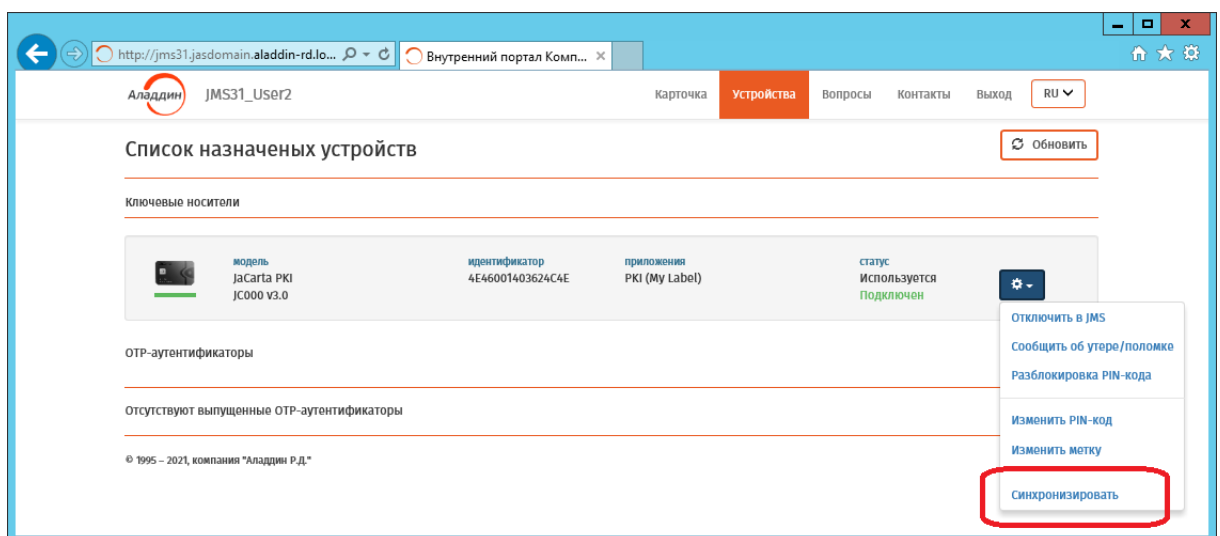 http://jms31.jasdomain.aladdin-rd.lo...
Внутренний портал Комп...
Аладдин
JMS31_User2
Карточка
Устройства
Вопросы
Контакты
Выход
RU
Список назначеных устройств
Обновить
Ключевые носители
модель
JaCarta PKI
JC000 v3.0
идентификатор
4E46001403624C4E
приложения
PKI (My Label)
статус
Используется
Подключен
Отключить в JMS
Сообщить об утере/поломке
Разблокировка PIN-кода
Изменить PIN-код
Изменить метку
Синхронизировать
OTP-аутентификаторы
Отсутствуют выпущенные OTP-аутентификаторы
© 1995 – 2021, компания "Аладдин Р.Д."